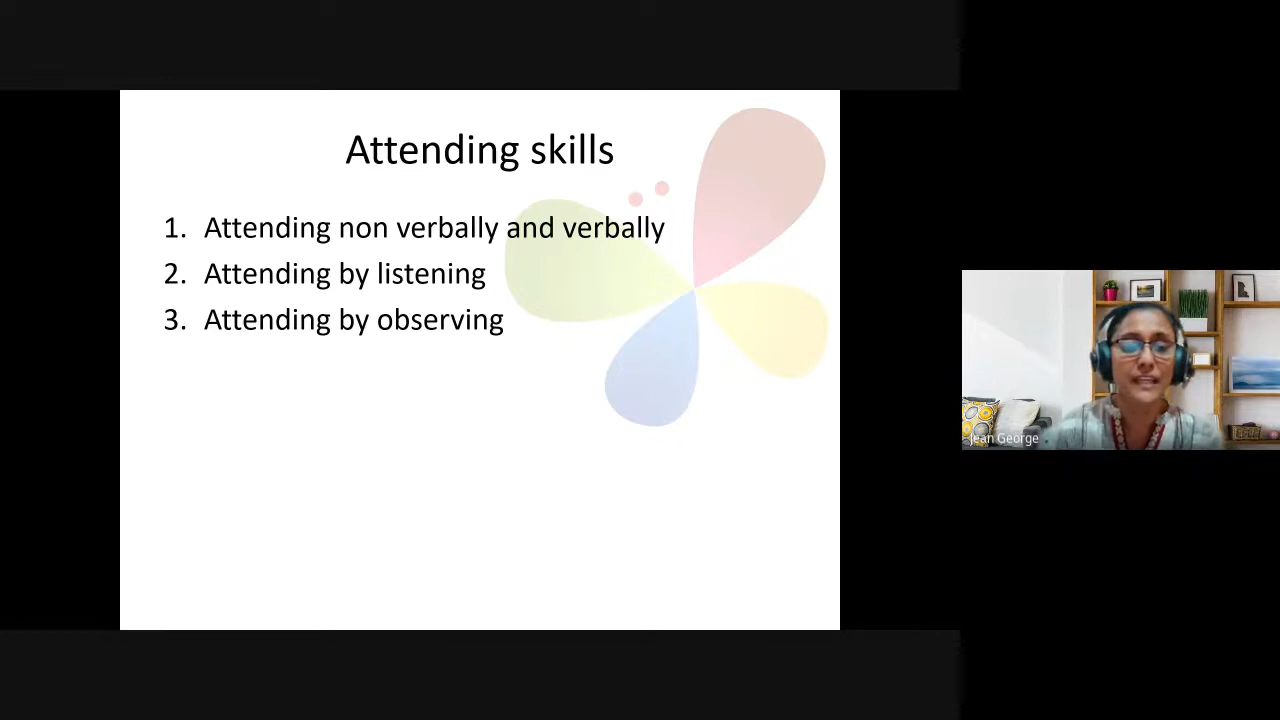 Attending skills
1. Attending non verbally and verbally
2. Attending by listening
3. Attending by observing
Jean George